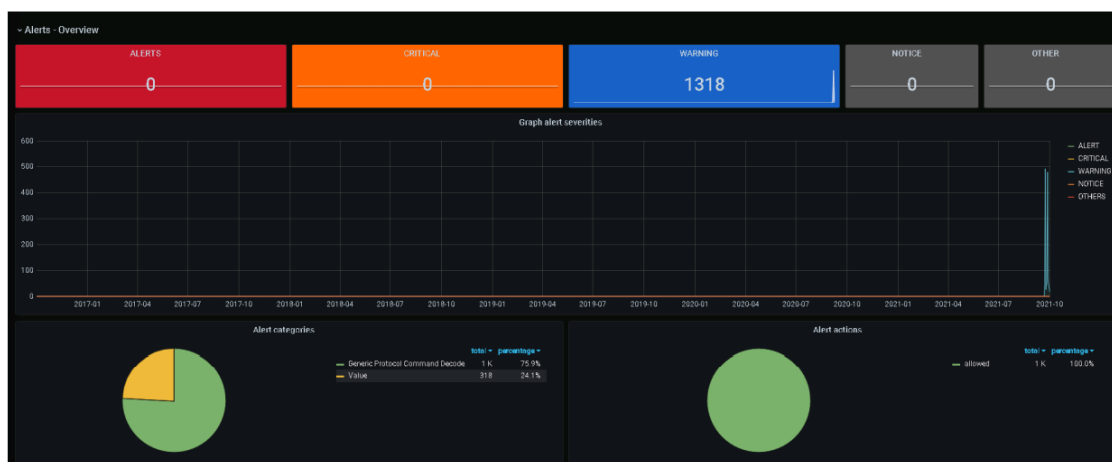 Alerts - Overview
ALERTS
CRITICAL
WARNING
NOTICE
OTHER
0
0
1318
0
0
Graph alert severities
600
500
400
300
200
100
0
ALERT
CRITICAL
WARNING
NOTICE
OTHERS
2017-01 2017-04 2017-07 2017-10 2018-01 2018-04 2018-07 2018-10 2019-01 2019-04 2019-07 2019-10 2020-01 2020-04 2020-07 2020-10 2021-01 2021-04 2021-07 2021-10
Alert categories
total percentage
Generic Protocol Command Decode 1 K 75.9%
Value 318 24.1%
Alert actions
total percentage
allowed 1 K 100.0%